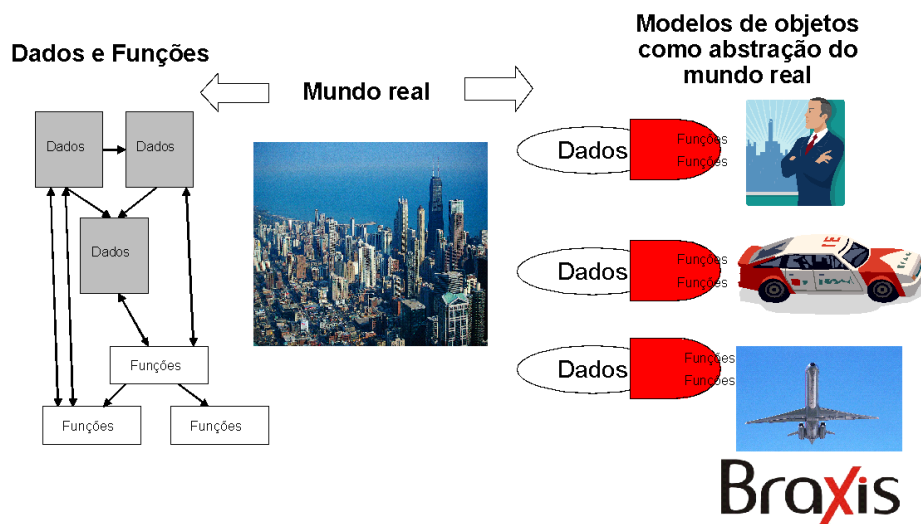 Modelos de objetos
como abstração do
mundo real
Dados e Funções
Mundo real
Dados
Dados
Dados
Funções
Funções
Funções
Dados
Funções
Funções
Dados
Funções
Funções
Dados
Funções
Funções
Braxis